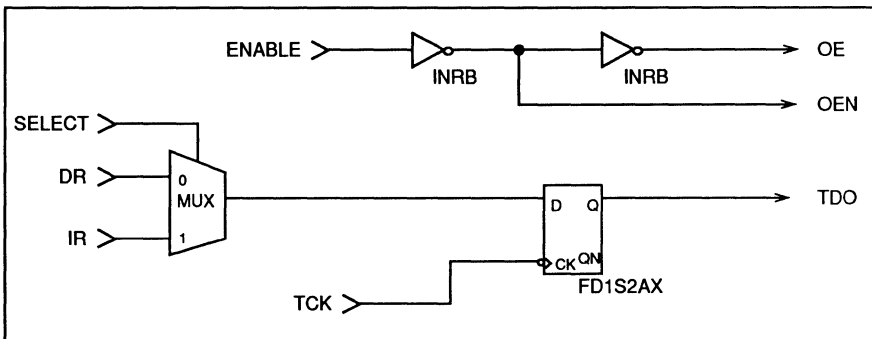 ENABLE
INRB
INRB
OE
OEN
SELECT
DR
0
MUX
IR
1
D
Q
TDO
CK
QN
TCK
FD1S2AX